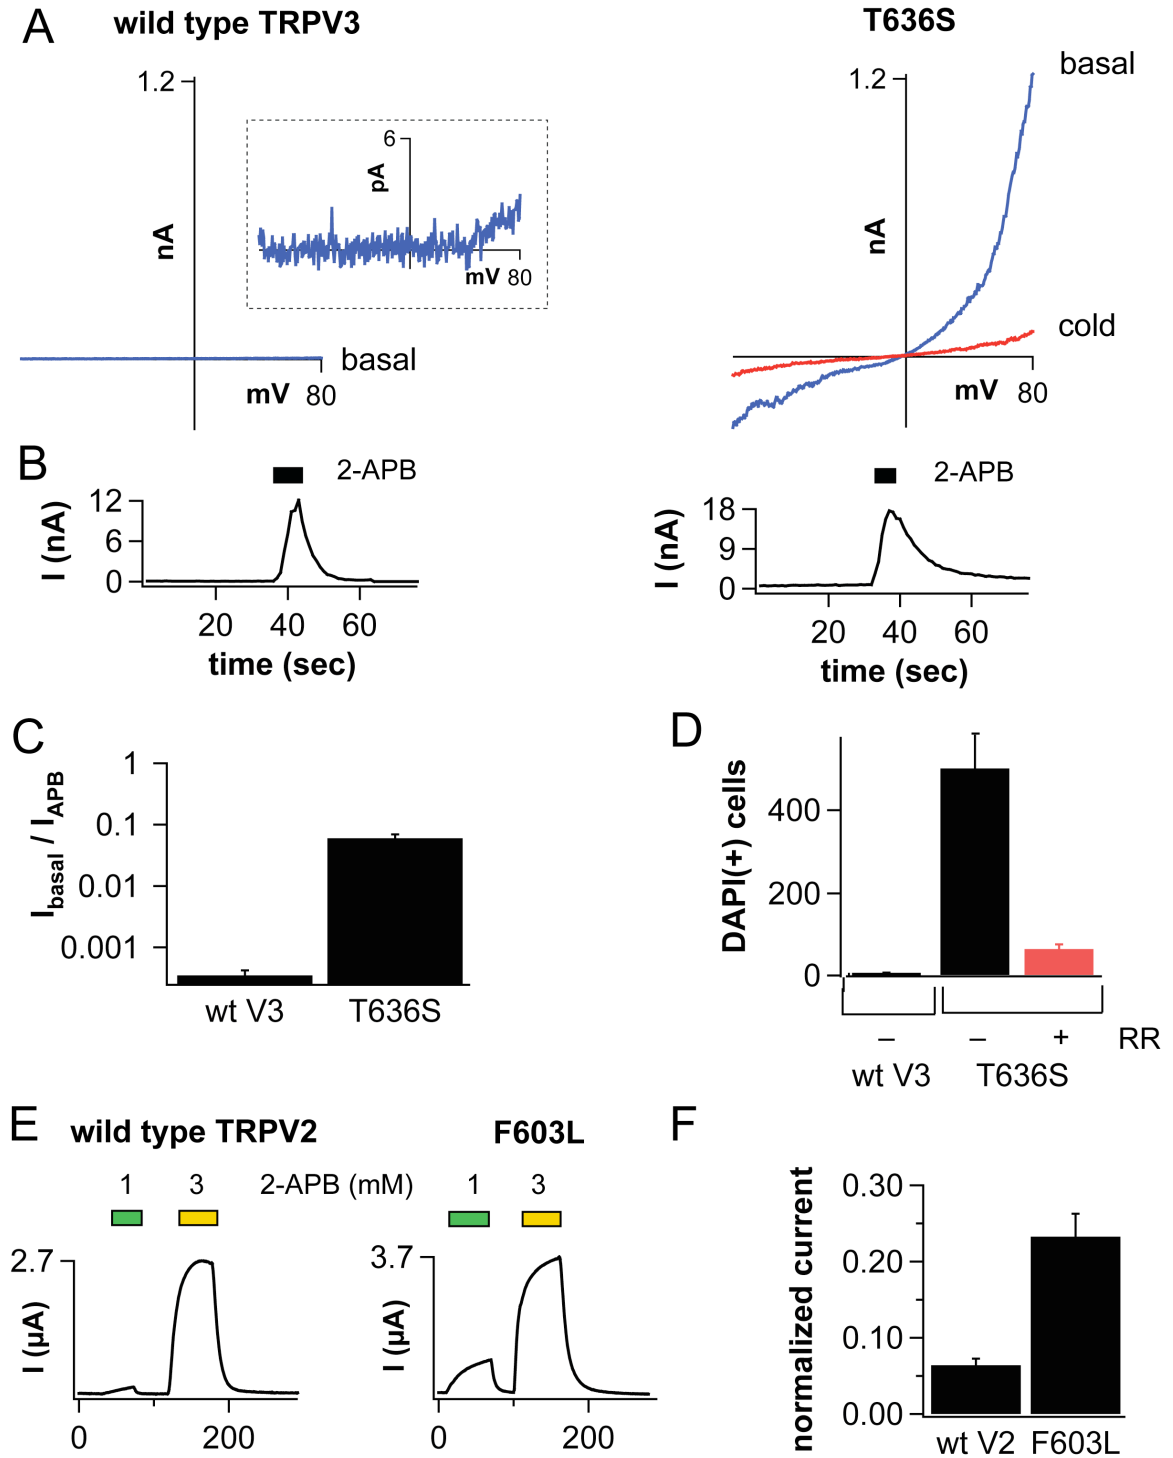 A
wild type TRPV3
T636S
1.2
nA
6
pA
mV 80
basal
mV 80
1.2
nA
basal
cold
mV 80
B
2-APB
I (nA)
12
6
0
20 40 60
time (sec)
2-APB
I (nA)
18
9
0
20 40 60
time (sec)
C
Ibasal / IAPB
1
0.1
0.01
0.001
wt V3 T636S
D
DAPI(+) cells
400
200
0
– – + RR
wt V3 T636S
E
wild type TRPV2 F603L
1 3 2-APB (mM) 1 3
2.7
I (µA)
0 200
3.7
I (µA)
0 200
F
normalized current
0.30
0.20
0.10
0.00
wt V2 F603L